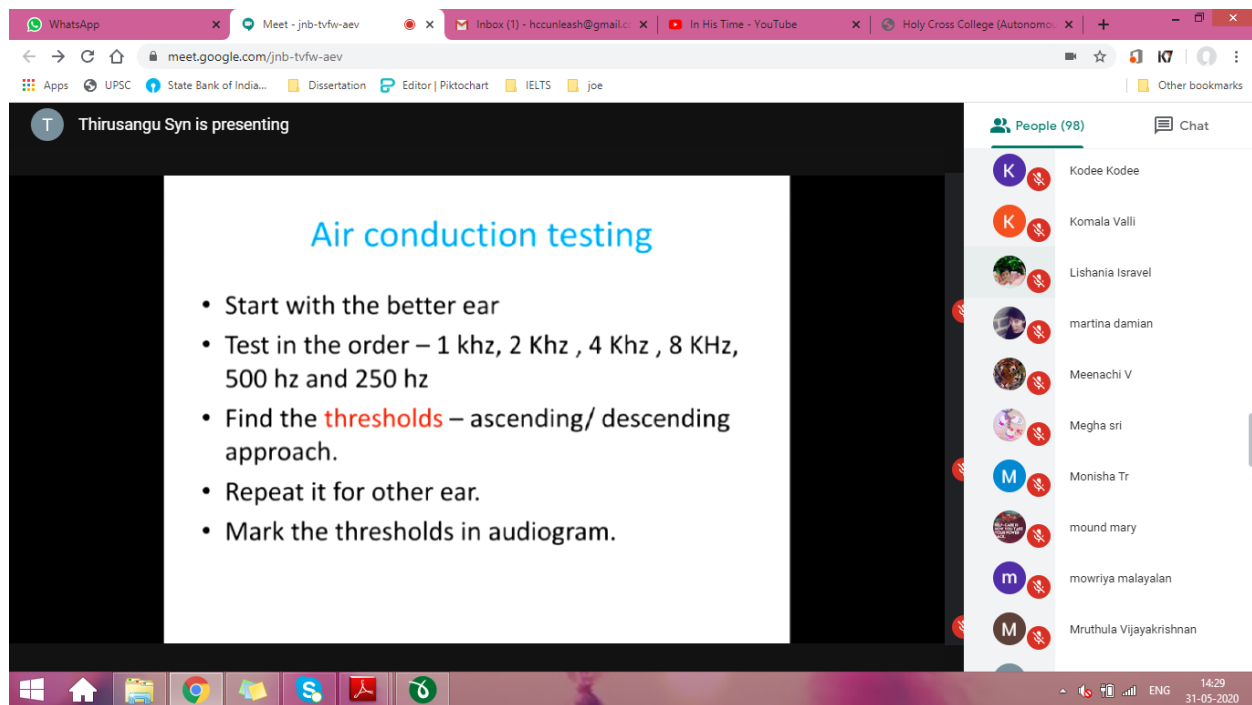 WhatsApp
Meet - jnb-tvfw-aev
Inbox (1) - hccunleash@gmail.c
In His Time - YouTube
Holy Cross College (Autonomou
meet.google.com/jnb-tvfw-aev
Apps
UPSC
State Bank of India...
Dissertation
Editor | Piktochart
IELTS
joe
Other bookmarks
T
Thirusangu Syn is presenting
People (98)
Chat
Air conduction testing
• Start with the better ear
• Test in the order – 1 khz, 2 Khz , 4 Khz , 8 KHz,
500 hz and 250 hz
• Find the thresholds – ascending/ descending
approach.
• Repeat it for other ear.
• Mark the thresholds in audiogram.
K
Kodee Kodee
K
Komala Valli
Lishania Isravel
martina damian
Meenachi V
Megha sri
M
Monisha Tr
mound mary
m
mowriya malayalan
M
Mruthula Vijayakrishnan
ENG
14:29
31-05-2020